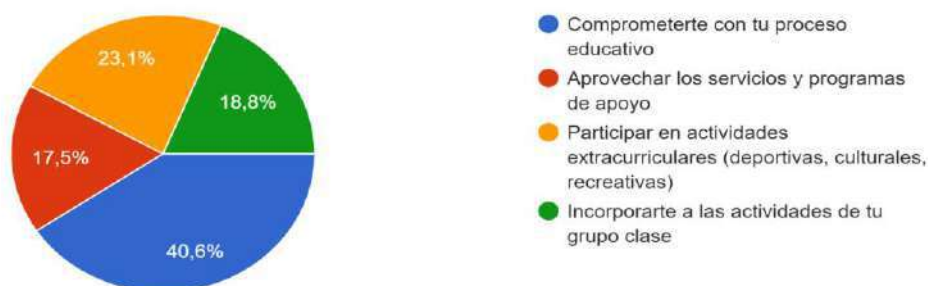 23,1%
18,8%
17,5%
40,6%
Comprometerte con tu proceso
educativo
Aprovechar los servicios y programas
de apoyo
Participar en actividades
extracurriculares (deportivas, culturales,
recreativas)
Incorporarte a las actividades de tu
grupo clase